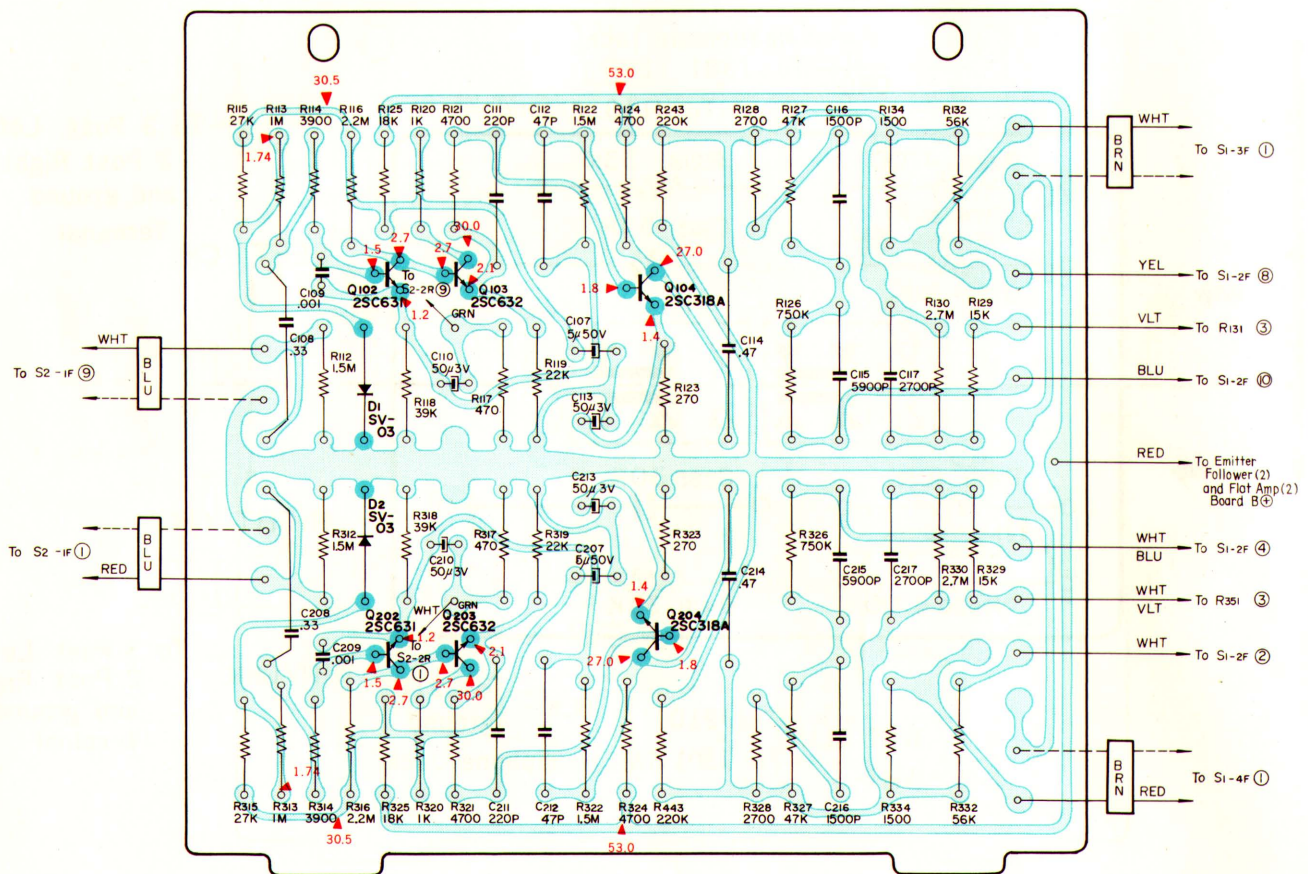 30.5
53.0
R115 R113 R114 R116 R125 R120 R121 C111 C112 R122 R124 R243 R128 R127 C116 R134 R132
27K 1M 3900 2.2M 18K 1K 4700 220P 47P 1.5M 4700 220K 2700 47K 1500P 1500 56K
1.74
WHT
BRN
To S1-3F ①
1.5
2.7
To
S2-2R ⑨
2.7
30.0
2.1
27.0
1.8
1.4
1.2
C109
.001
Q102
2SC631
Q103
2SC632
Q104
2SC318A
GRN
YEL
To S1-2F ⑧
C108
.33
C107
5μ50V
R126
750K
R130
2.7M
R129
15K
VLT
To R131 ③
WHT
BLU
To S2-1F ⑨
R112
1.5M
C110
50μ3V
R119
22K
C114
.47
BLU
To S1-2F ⑩
D1
SV-
03
R118
39K
R117
470
C113
50μ3V
R123
270
C115
5900P
C117
2700P
RED
To Emitter
Follower(2)
and Flat Amp(2)
Board B⊕
D2
SV-
03
R318
39K
C213
50μ3V
R312
1.5M
R317
470
R319
22K
R323
270
R326
750K
To S2-1F ①
BLU
RED
C210
50μ3V
C207
5μ50V
C214
.47
C215
5900P
C217
2700P
R330
2.7M
R329
15K
WHT
BLU
To S1-2F ④
WHT
VLT
To R351 ③
C208
.33
Q202
2SC631
WHT
GRN
Q203
2SC632
1.4
Q204
2SC318A
1.2
To
S2-2R
①
2.1
1.8
27.0
C209
.001
1.5
2.7
2.7
30.0
WHT
To S1-2F ②
1.74
BRN
To S1-4F ①
RED
R315 R313 R314 R316 R325 R320 R321 C211 C212 R322 R324 R443 R328 R327 C216 R334 R332
27K 1M 3900 2.2M 18K 1K 4700 220P 47P 1.5M 4700 220K 2700 47K 1500P 1500 56K
30.5
53.0